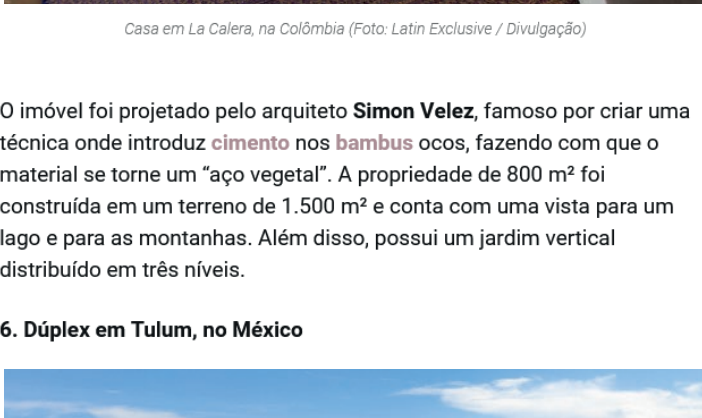 Casa em La Calera, na Colômbia (Foto: Latin Exclusive / Divulgação)
O imóvel foi projetado pelo arquiteto Simon Velez, famoso por criar uma
técnica onde introduz cimento nos bambus ocos, fazendo com que o
material se torne um “aço vegetal”. A propriedade de 800 m² foi
construída em um terreno de 1.500 m² e conta com uma vista para um
lago e para as montanhas. Além disso, possui um jardim vertical
distribuído em três níveis.
6. Dúplex em Tulum, no México